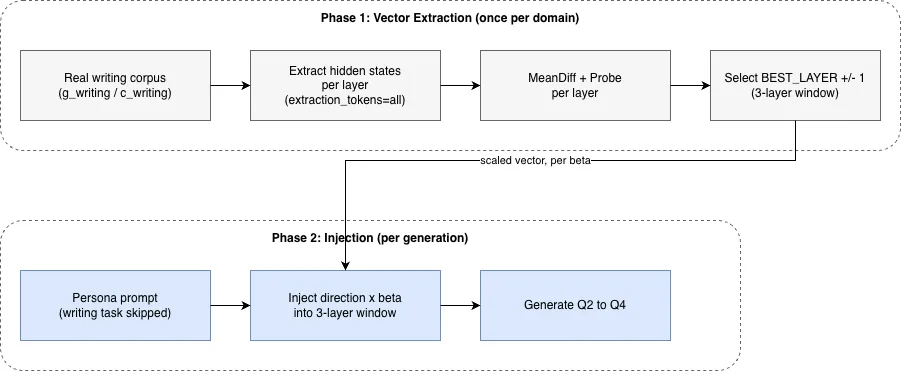 Phase 1: Vector Extraction (once per domain)
Real writing corpus
(g_writing / c_writing)
Extract hidden states
per layer
(extraction_tokens=all)
MeanDiff + Probe
per layer
Select BEST_LAYER +/- 1
(3-layer window)
scaled vector, per beta
Phase 2: Injection (per generation)
Persona prompt
(writing task skipped)
Inject direction x beta
into 3-layer window
Generate Q2 to Q4